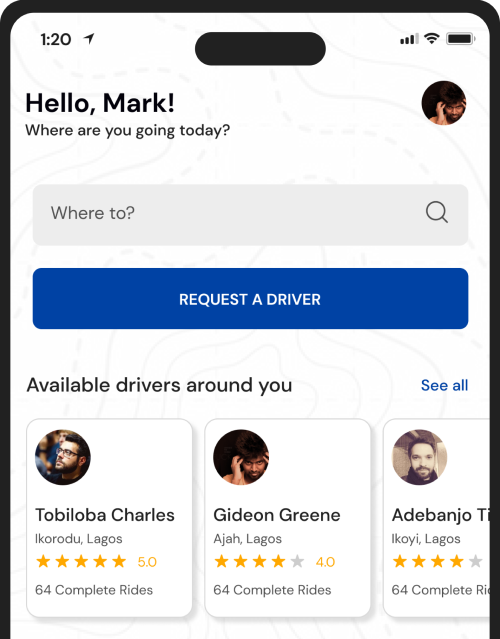 1:20
Hello, Mark!
Where are you going today?
Where to?
REQUEST A DRIVER
Available drivers around you
See all
Tobiloba Charles
Ikorodu, Lagos
5.0
64 Complete Rides
Gideon Greene
Ajah, Lagos
4.0
64 Complete Rides
Adebanjo Ti
Ikoyi, Lagos
64 Complete Ri